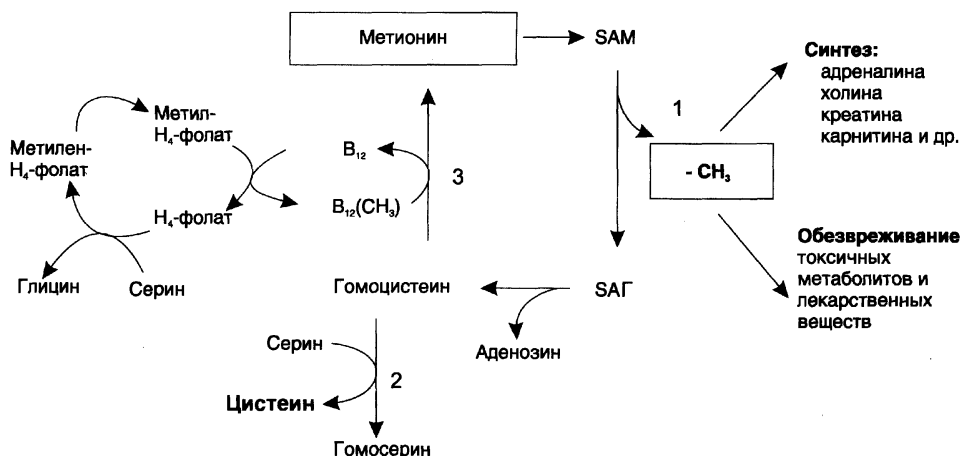 Метионин
SAM
Синтез:
адреналина
холина
креатина
карнитина и др.
1
- CH₃
Обезвреживание
токсичных
метаболитов и
лекарственных
веществ
Метил-
H₄-фолат
Метилен-
H₄-фолат
H₄-фолат
Глицин
Серин
B₁₂
B₁₂(CH₃)
3
Гомоцистеин
SАГ
Аденозин
Серин
2
Цистеин
Гомосерин